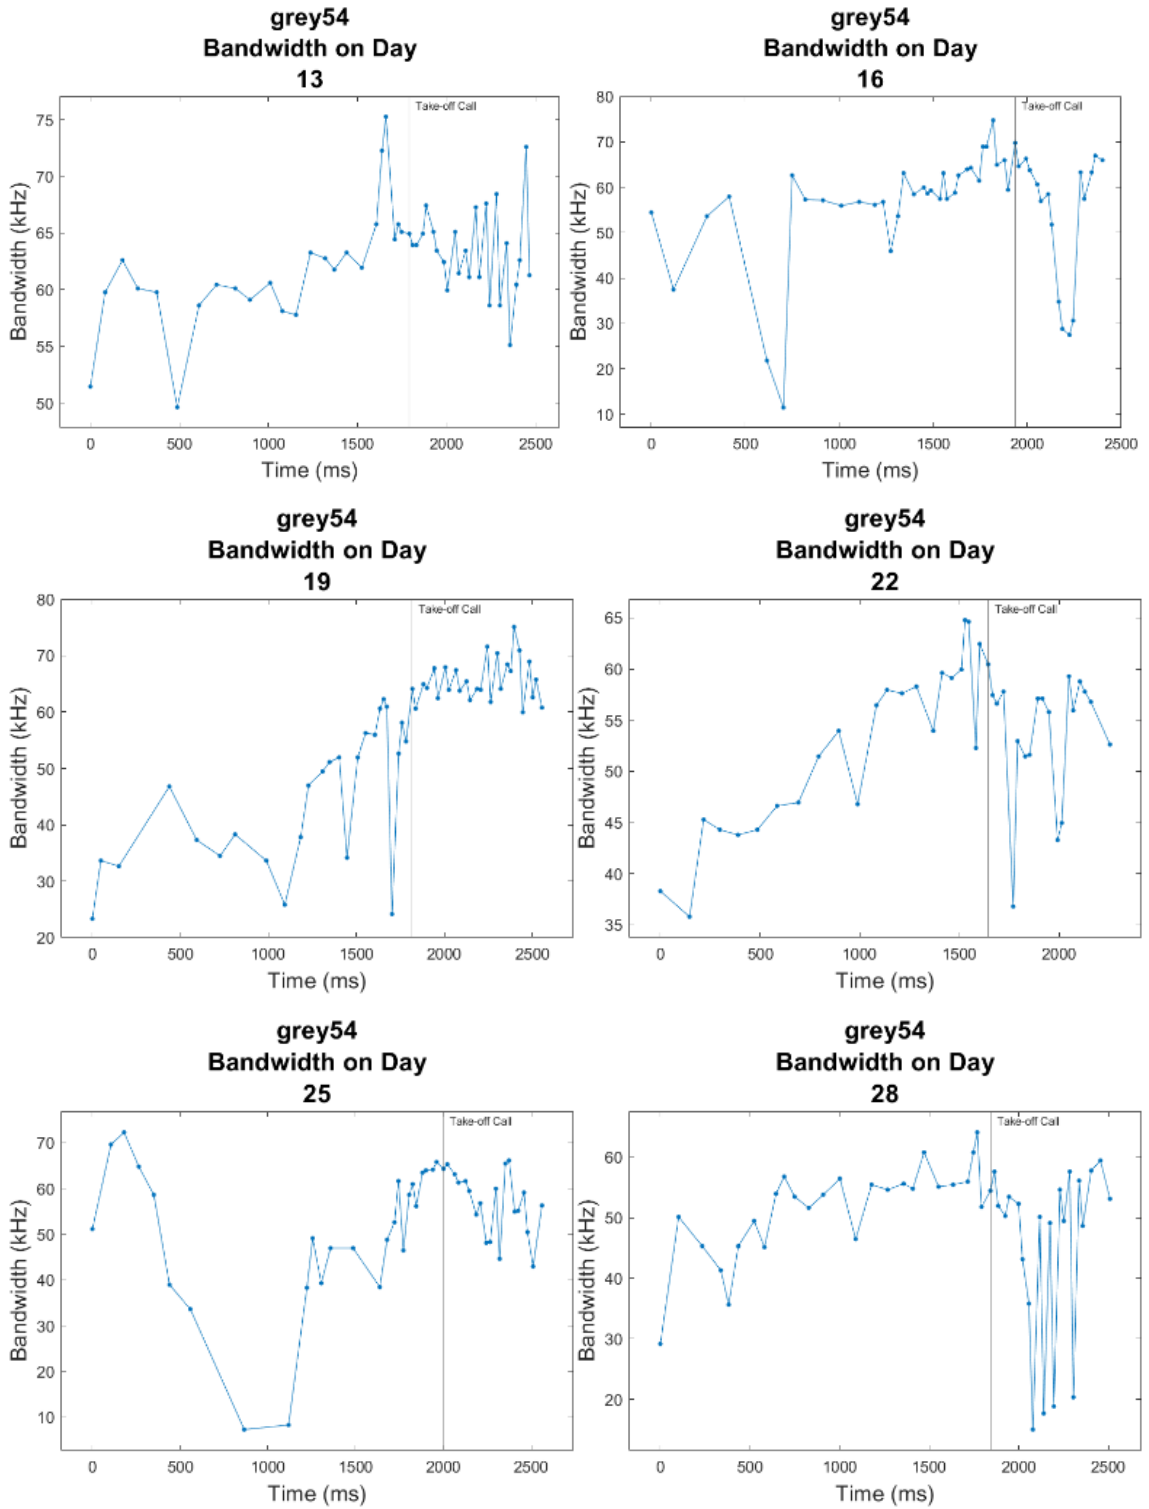 grey54
Bandwidth on Day
13
Take-off Call
75
70
65
60
55
50
Bandwidth (kHz)
0 500 1000 1500 2000 2500
Time (ms)
grey54
Bandwidth on Day
16
Take-off Call
80
70
60
50
40
30
20
10
Bandwidth (kHz)
0 500 1000 1500 2000 2500
Time (ms)
grey54
Bandwidth on Day
19
Take-off Call
80
70
60
50
40
30
20
Bandwidth (kHz)
0 500 1000 1500 2000 2500
Time (ms)
grey54
Bandwidth on Day
22
Take-off Call
65
60
55
50
45
40
35
Bandwidth (kHz)
0 500 1000 1500 2000
Time (ms)
grey54
Bandwidth on Day
25
Take-off Call
70
60
50
40
30
20
10
Bandwidth (kHz)
0 500 1000 1500 2000 2500
Time (ms)
grey54
Bandwidth on Day
28
Take-off Call
60
50
40
30
20
Bandwidth (kHz)
0 500 1000 1500 2000 2500
Time (ms)